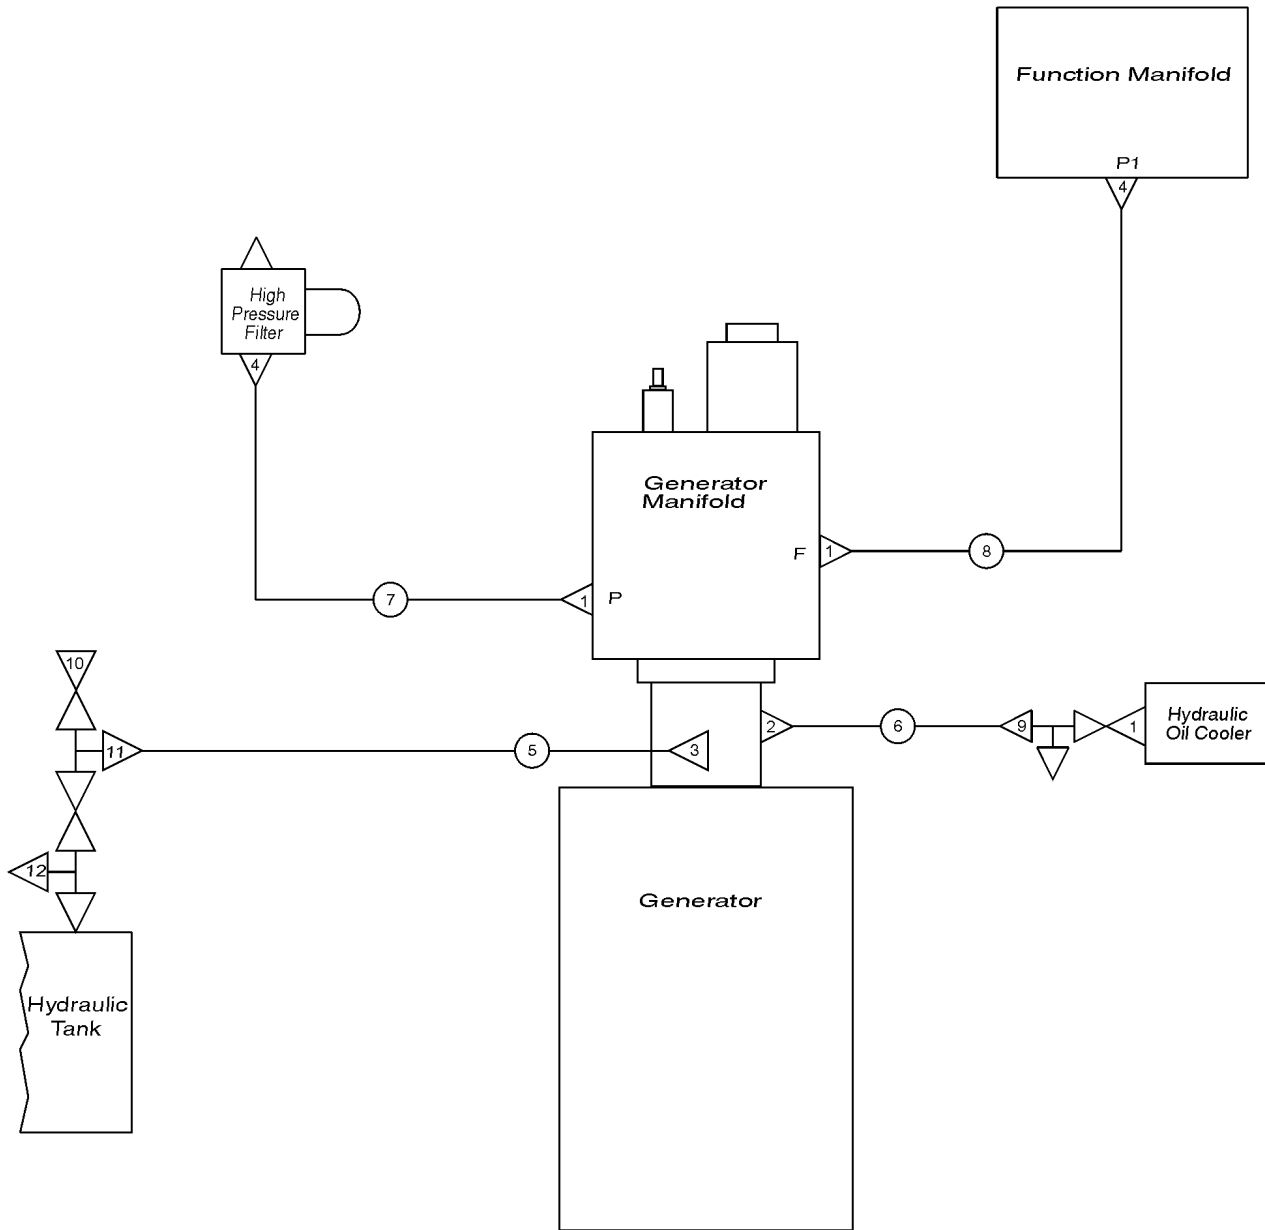 Function Manifold
P1
4
High
Pressure
Filter
4
Generator
Manifold
F
1
8
7
1
P
10
11
5
3
2
6
9
1
Hydraulic
Oil Cooler
12
Generator
Hydraulic
Tank